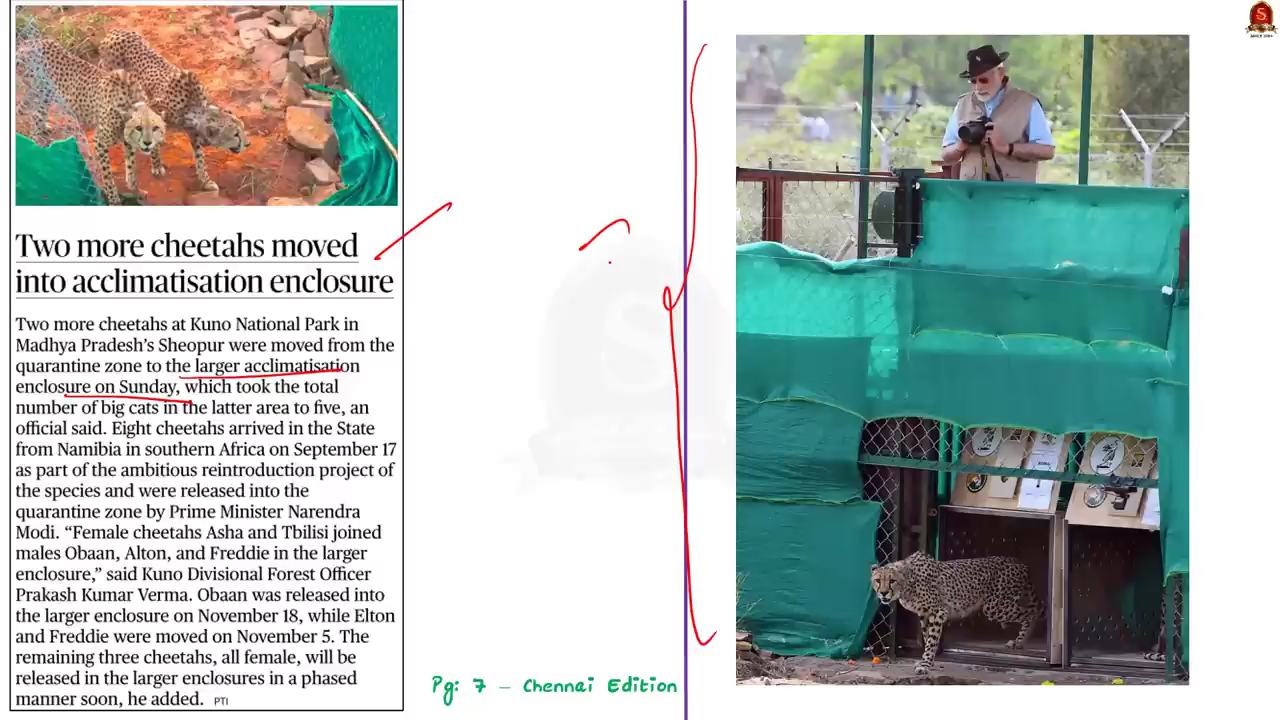 Two more cheetahs moved
into acclimatisation enclosure
Two more cheetahs at Kuno National Park in
Madhya Pradesh's Sheopur were moved from the
quarantine zone to the larger acclimatisation
enclosure on Sunday, which took the total
number of big cats in the latter area to five, an
official said. Eight cheetahs arrived in the State
from Namibia in southern Africa on September 17
as part of the ambitious reintroduction project of
the species and were released into the
quarantine zone by Prime Minister Narendra
Modi. “Female cheetahs Asha and Tbilisi joined
males Obaan, Alton, and Freddie in the larger
enclosure,” said Kuno Divisional Forest Officer
Prakash Kumar Verma. Obaan was released into
the larger enclosure on November 18, while Elton
and Freddie were moved on November 5. The
remaining three cheetahs, all female, will be
released in the larger enclosures in a phased
manner soon, he added. PTI
Pg: 7 – Chennai Edition
S